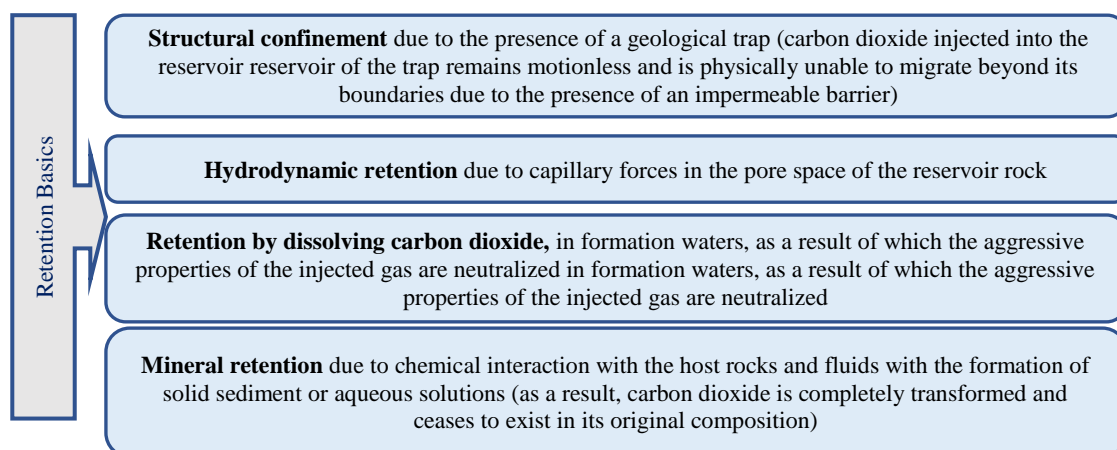 Retention Basics
Structural confinement due to the presence of a geological trap (carbon dioxide injected into the
reservoir reservoir of the trap remains motionless and is physically unable to migrate beyond its
boundaries due to the presence of an impermeable barrier)
Hydrodynamic retention due to capillary forces in the pore space of the reservoir rock
Retention by dissolving carbon dioxide, in formation waters, as a result of which the aggressive
properties of the injected gas are neutralized in formation waters, as a result of which the aggressive
properties of the injected gas are neutralized
Mineral retention due to chemical interaction with the host rocks and fluids with the formation of
solid sediment or aqueous solutions (as a result, carbon dioxide is completely transformed and
ceases to exist in its original composition)